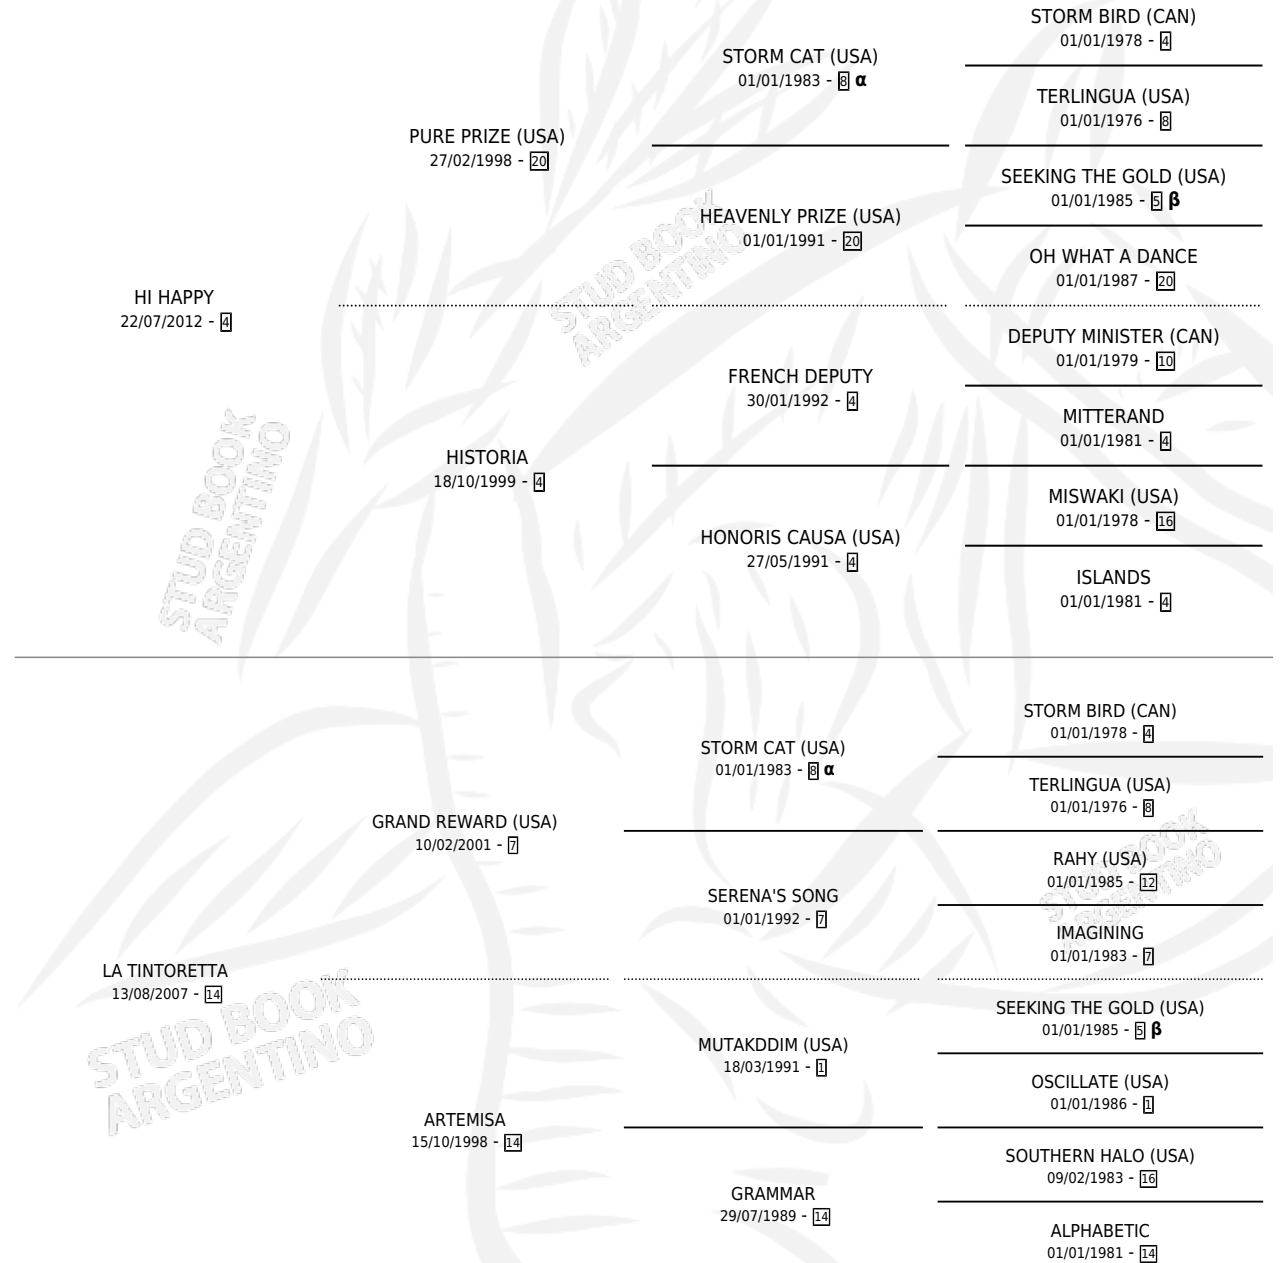 STORM BIRD (CAN)
01/01/1978 - 4
STORM CAT (USA)
01/01/1983 - 8 α
TERLINGUA (USA)
01/01/1976 - 8
PURE PRIZE (USA)
27/02/1998 - 20
SEEKING THE GOLD (USA)
01/01/1985 - 5 β
HEAVENLY PRIZE (USA)
01/01/1991 - 20
OH WHAT A DANCE
01/01/1987 - 20
HI HAPPY
22/07/2012 - 4
DEPUTY MINISTER (CAN)
01/01/1979 - 10
FRENCH DEPUTY
30/01/1992 - 4
MITTERAND
01/01/1981 - 4
HISTORIA
18/10/1999 - 4
MISWAKI (USA)
01/01/1978 - 16
HONORIS CAUSA (USA)
27/05/1991 - 4
ISLANDS
01/01/1981 - 4
STORM BIRD (CAN)
01/01/1978 - 4
STORM CAT (USA)
01/01/1983 - 8 α
TERLINGUA (USA)
01/01/1976 - 8
GRAND REWARD (USA)
10/02/2001 - 7
RAHY (USA)
01/01/1985 - 12
SERENA'S SONG
01/01/1992 - 7
IMAGINING
01/01/1983 - 7
LA TINTORETTA
13/08/2007 - 14
SEEKING THE GOLD (USA)
01/01/1985 - 5 β
MUTAKDDIM (USA)
18/03/1991 - 1
OSCILLATE (USA)
01/01/1986 - 1
ARTEMISA
15/10/1998 - 14
SOUTHERN HALO (USA)
09/02/1983 - 16
GRAMMAR
29/07/1989 - 14
ALPHABETIC
01/01/1981 - 14
STUD BOOK
ARGENTINO
STUD BOOK
ARGENTINO
STUD BOOK
ARGENTINO
STUD BOOK
ARGENTINO